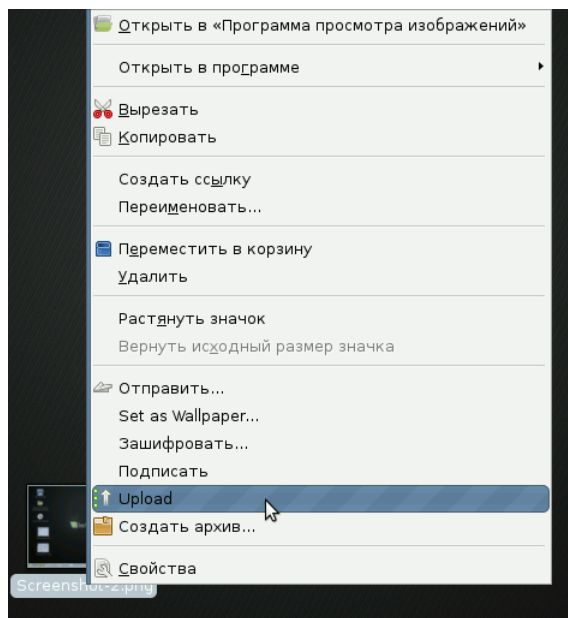 Открыть в «Программа просмотра изображений»
Открыть в программе
Вырезать
Копировать
Создать ссылку
Переименовать...
Переместить в корзину
Удалить
Растянуть значок
Вернуть исходный размер значка
Отправить...
Set as Wallpaper...
Зашифровать...
Подписать
Upload
Создать архив...
Свойства
Screenshot-2.png